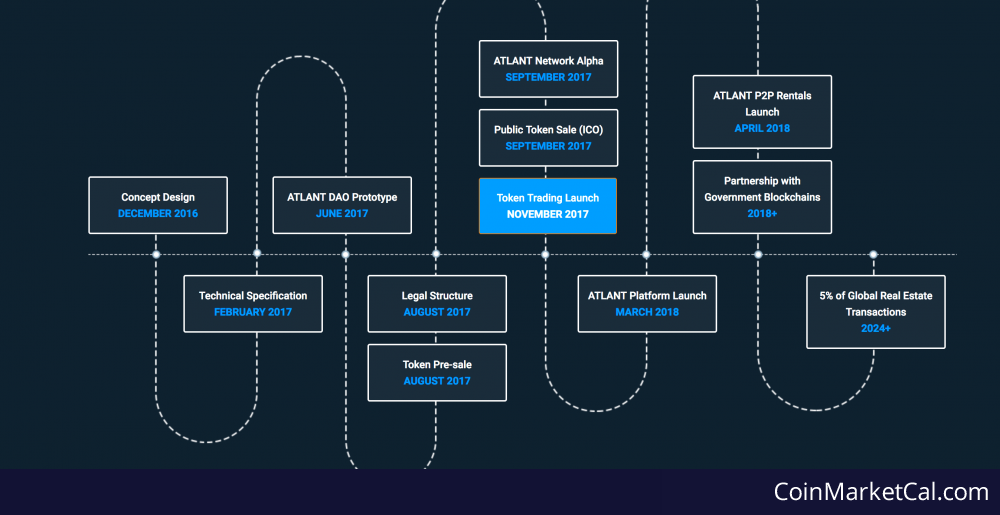 Concept Design
DECEMBER 2016
Technical Specification
FEBRUARY 2017
ATLANT DAO Prototype
JUNE 2017
Legal Structure
AUGUST 2017
Token Pre-sale
AUGUST 2017
ATLANT Network Alpha
SEPTEMBER 2017
Public Token Sale (ICO)
SEPTEMBER 2017
Token Trading Launch
NOVEMBER 2017
ATLANT Platform Launch
MARCH 2018
ATLANT P2P Rentals
Launch
APRIL 2018
Partnership with
Government Blockchains
2018+
5% of Global Real Estate
Transactions
2024+
CoinMarketCal.com